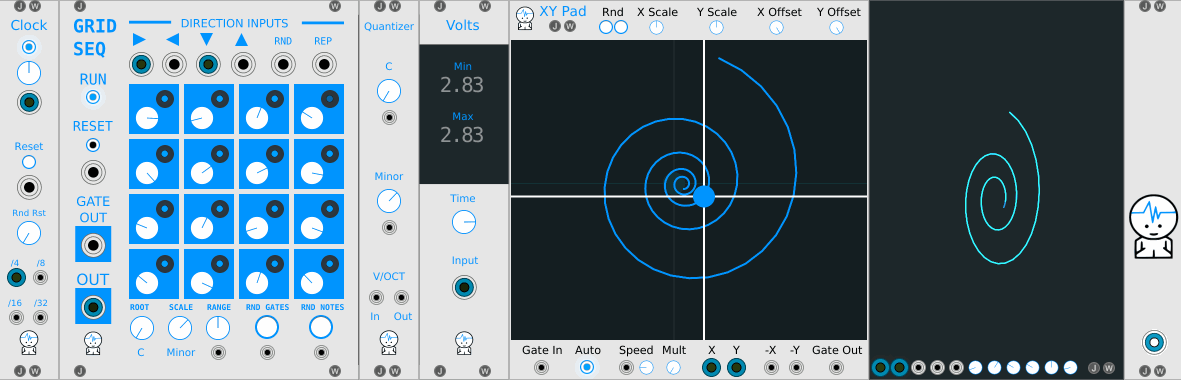 J W
Clock
Reset
Rnd Rst
/4 /8
/16 /32
J W
J W
GRID
SEQ
DIRECTION INPUTS
RND REP
RUN
RESET
GATE
OUT
OUT
ROOT SCALE RANGE RND GATES RND NOTES
C Minor
J W
J W
Quantizer
C
Minor
V/OCT
In Out
J W
J W
Volts
Min
2.83
Max
2.83
Time
Input
J W
XY Pad
J W
Rnd X Scale Y Scale X Offset Y Offset
Gate In Auto Speed Mult X Y -X -Y Gate Out
J W
J W
J W